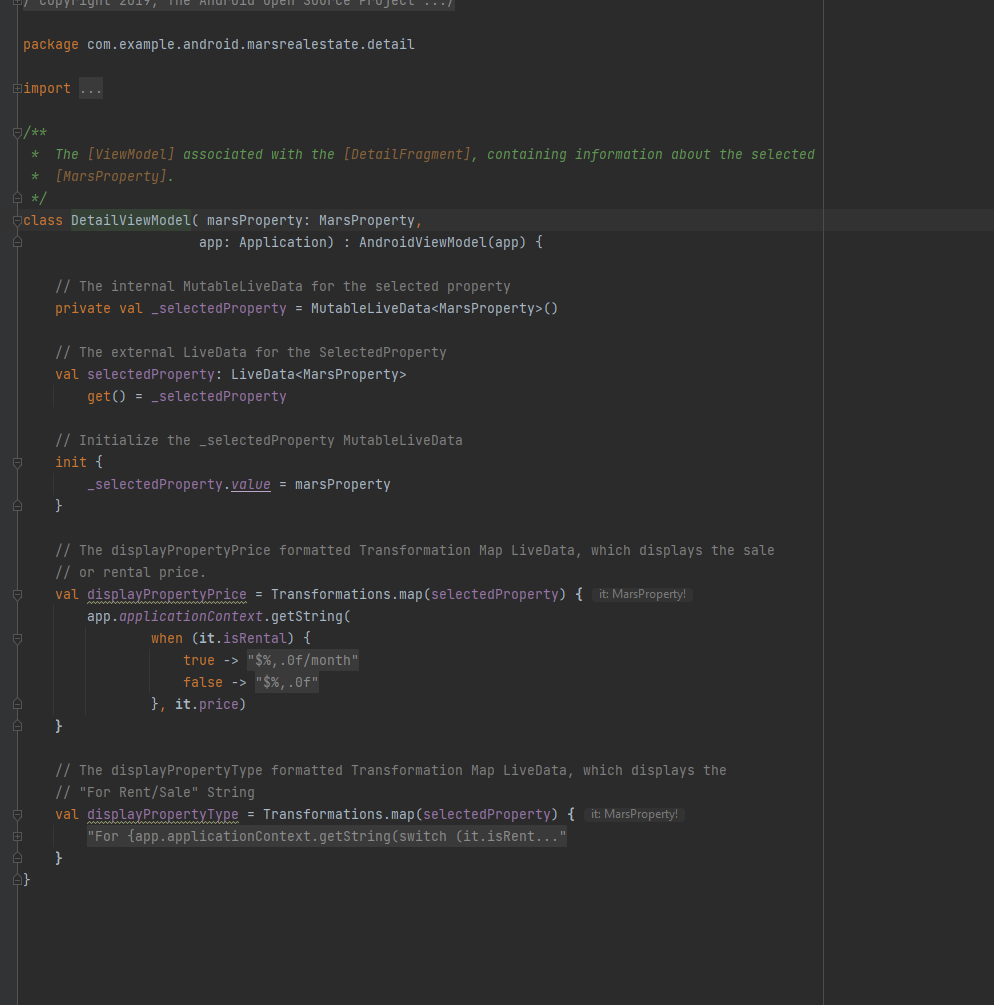 / Copyright 2019, The Android Open Source Project .../
package com.example.android.marsrealestate.detail
import ...
/**
* The [ViewModel] associated with the [DetailFragment], containing information about the selected
* [MarsProperty].
*/
class DetailViewModel( marsProperty: MarsProperty,
app: Application) : AndroidViewModel(app) {
// The internal MutableLiveData for the selected property
private val _selectedProperty = MutableLiveData<MarsProperty>()
// The external LiveData for the SelectedProperty
val selectedProperty: LiveData<MarsProperty>
get() = _selectedProperty
// Initialize the _selectedProperty MutableLiveData
init {
_selectedProperty.value = marsProperty
}
// The displayPropertyPrice formatted Transformation Map LiveData, which displays the sale
// or rental price.
val displayPropertyPrice = Transformations.map(selectedProperty) { it: MarsProperty!
app.applicationContext.getString(
when (it.isRental) {
true -> "$%,.0f/month"
false -> "$%,.0f"
}, it.price)
}
// The displayPropertyType formatted Transformation Map LiveData, which displays the
// "For Rent/Sale" String
val displayPropertyType = Transformations.map(selectedProperty) { it: MarsProperty!
"For {app.applicationContext.getString(switch (it.isRent..."
}
}